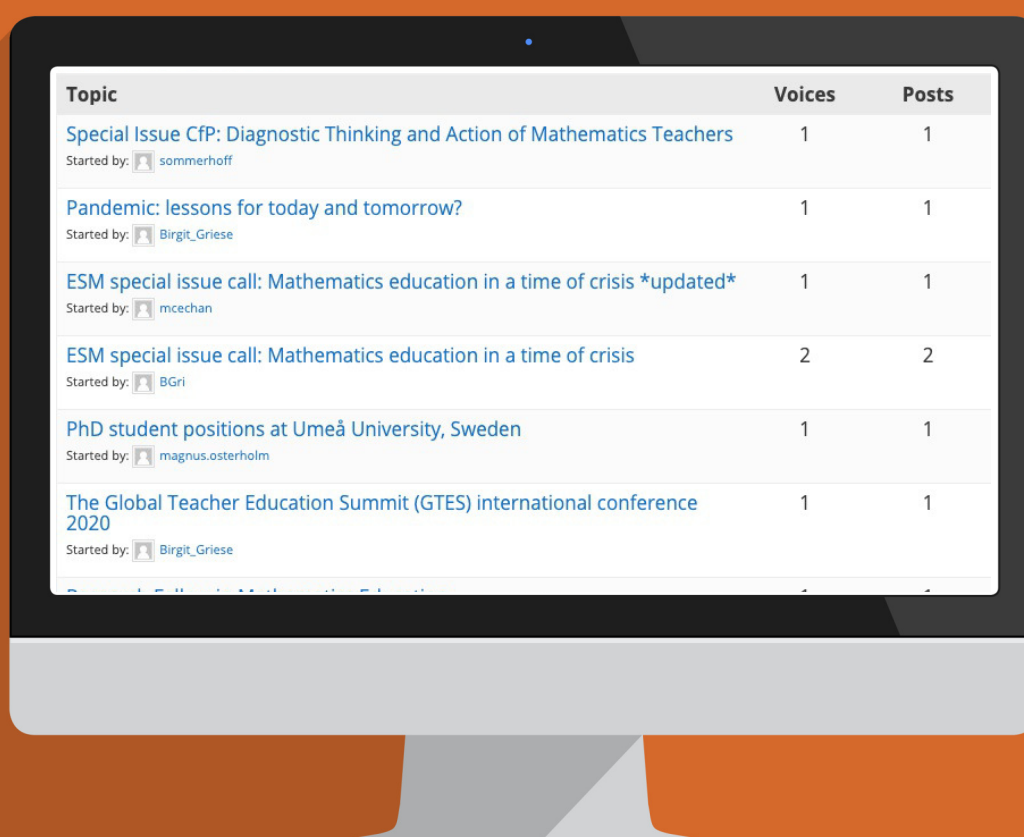 Topic Voices Posts
Special Issue CfP: Diagnostic Thinking and Action of Mathematics Teachers 1 1
Started by: sommerhoff
Pandemic: lessons for today and tomorrow? 1 1
Started by: Birgit_Griese
ESM special issue call: Mathematics education in a time of crisis *updated* 1 1
Started by: mcechan
ESM special issue call: Mathematics education in a time of crisis 2 2
Started by: BGri
PhD student positions at Umeå University, Sweden 1 1
Started by: magnus.osterholm
The Global Teacher Education Summit (GTES) international conference 1 1
2020
Started by: Birgit_Griese